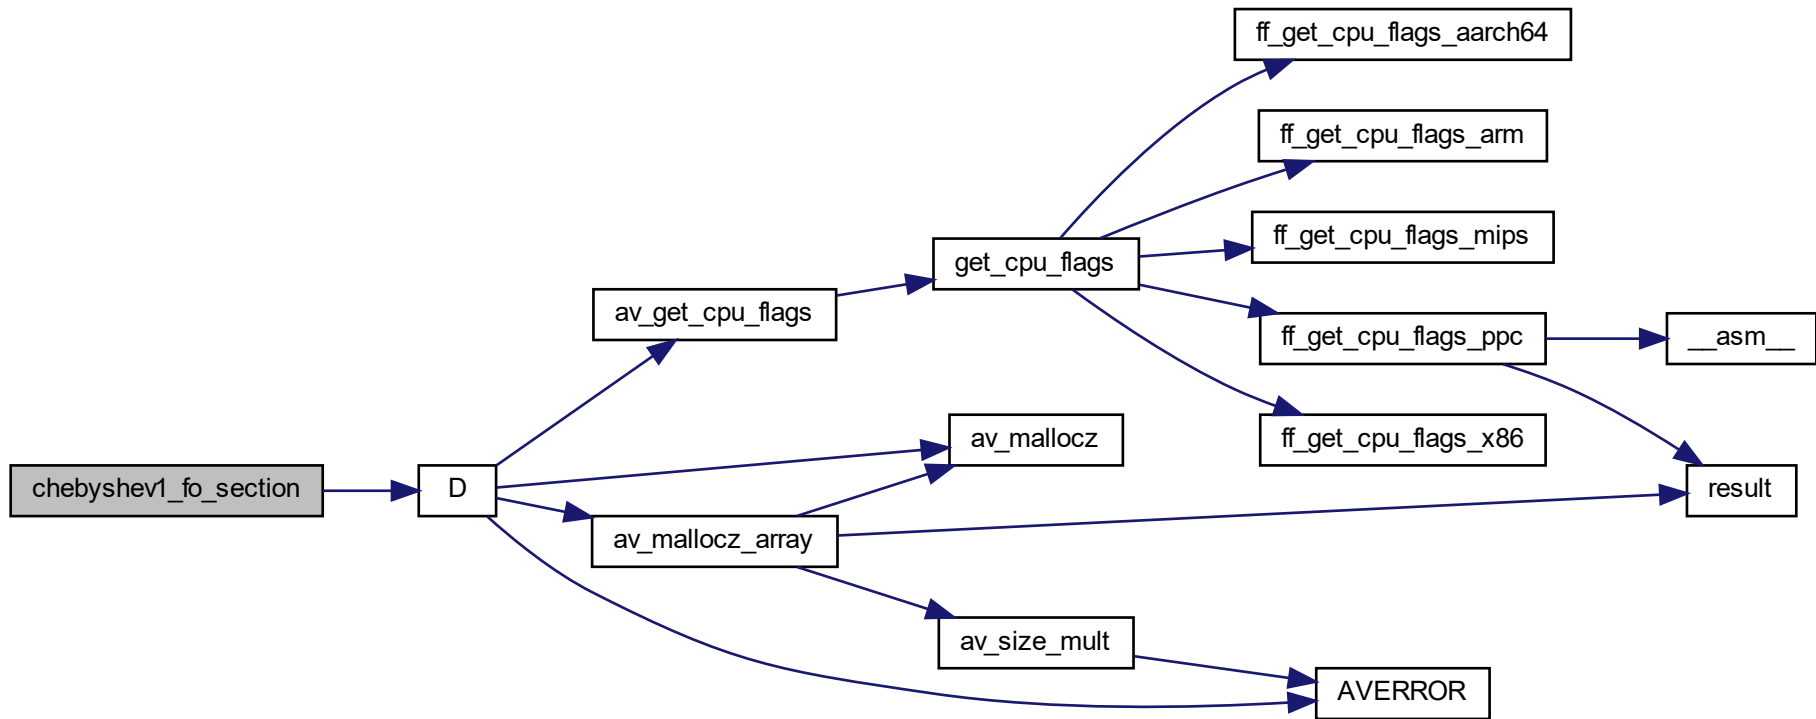 ff_get_cpu_flags_aarch64
ff_get_cpu_flags_arm
ff_get_cpu_flags_mips
get_cpu_flags
av_get_cpu_flags
ff_get_cpu_flags_ppc
__asm__
av_mallocz
ff_get_cpu_flags_x86
chebyshev1_fo_section
D
result
av_mallocz_array
av_size_mult
AVERROR